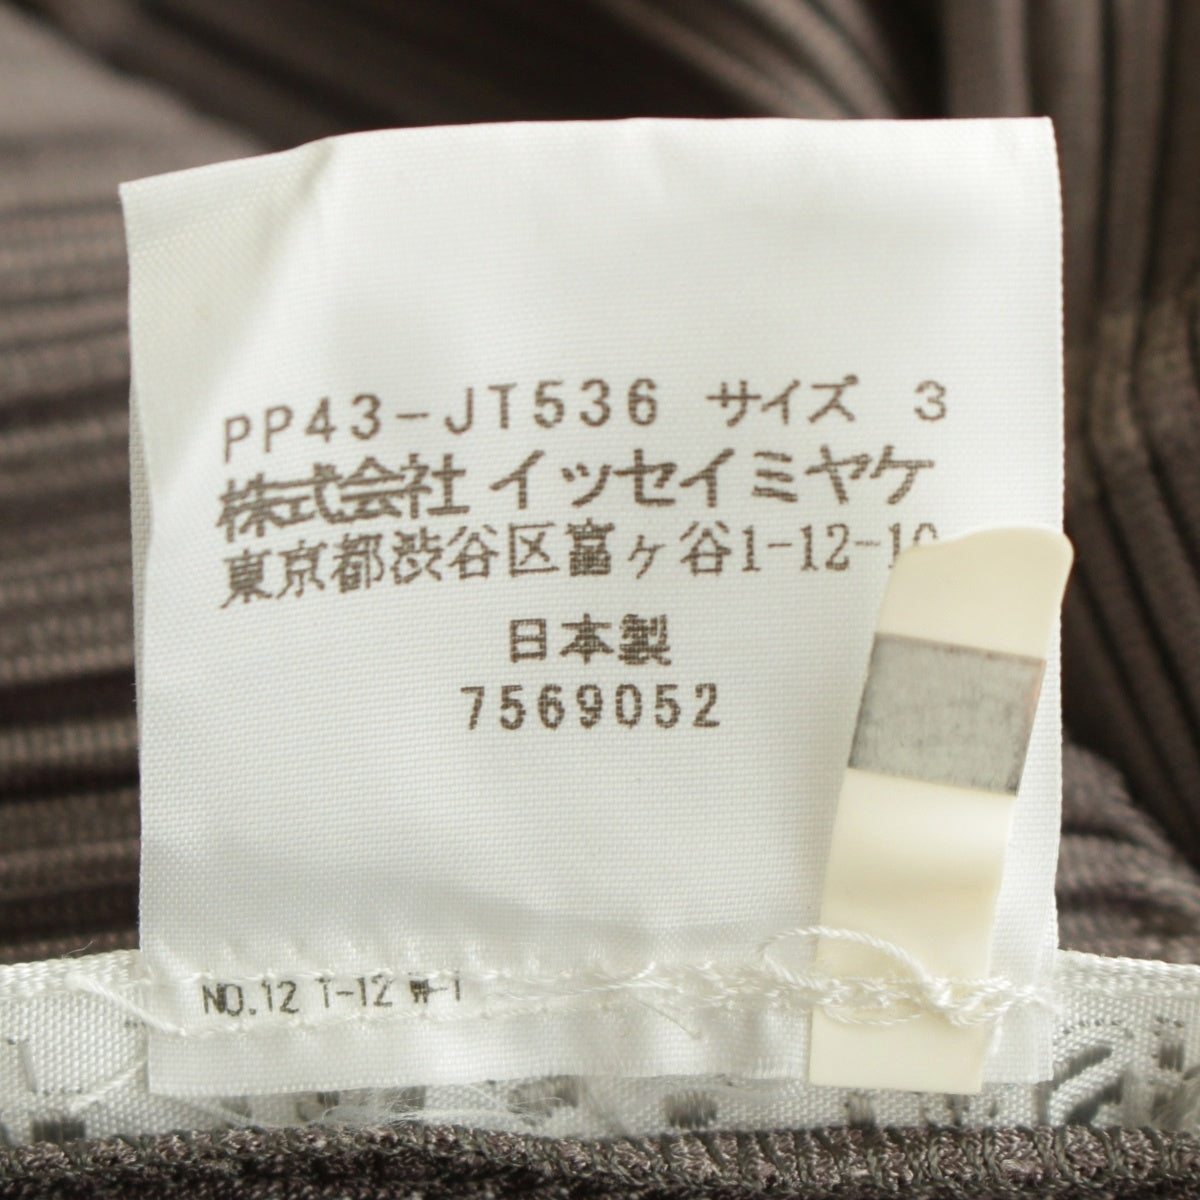 PP43-JT536 サイズ 3
株式会社 イッセイミヤケ
東京都渋谷区富ヶ谷1-12-10
日本製
7569052
NO.12 T-12 W-1